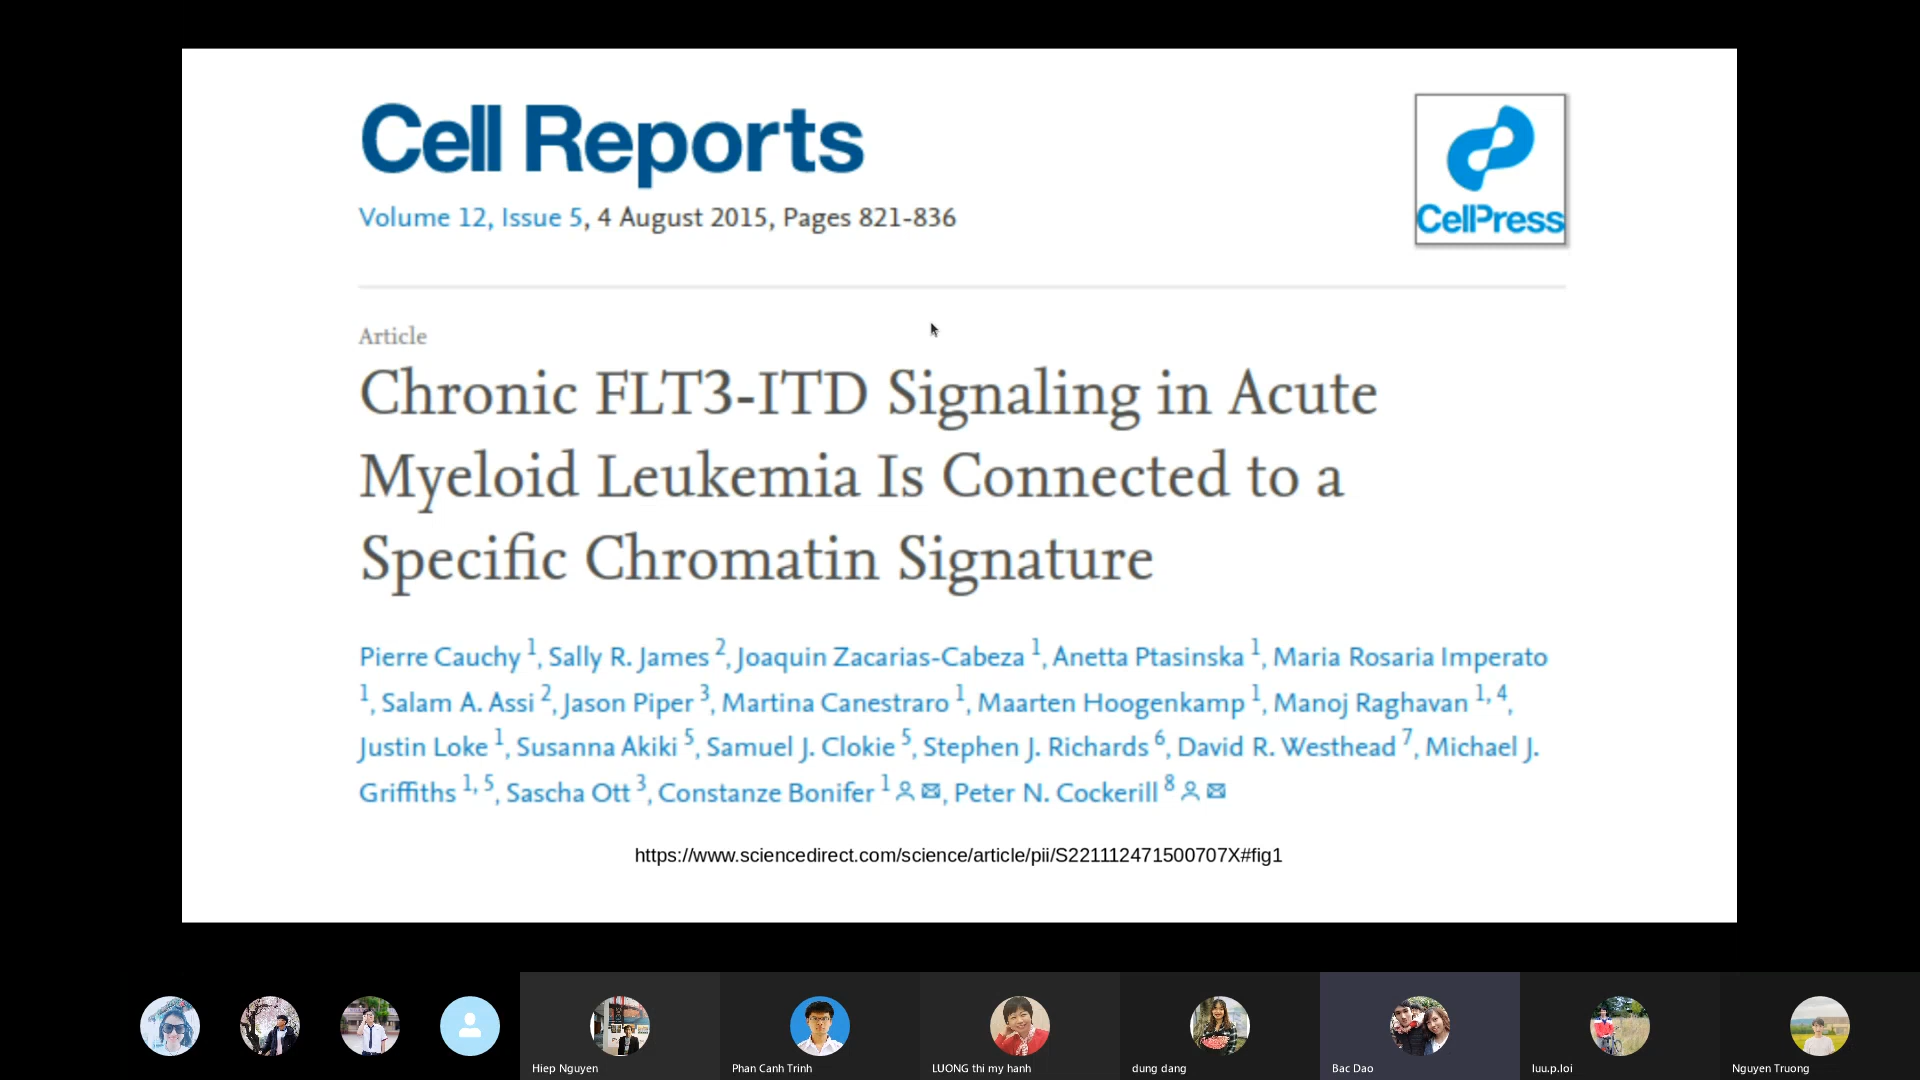 Cell Reports
Volume 12, Issue 5, 4 August 2015, Pages 821-836
CellPress
Article
Chronic FLT3-ITD Signaling in Acute
Myeloid Leukemia Is Connected to a
Specific Chromatin Signature
Pierre Cauchy 1, Sally R. James 2, Joaquin Zacarias-Cabeza 1, Anetta Ptasinska 1, Maria Rosaria Imperato
1, Salam A. Assi 2, Jason Piper 3, Martina Canestraro 1, Maarten Hoogenkamp 1, Manoj Raghavan 1, 4,
Justin Loke 1, Susanna Akiki 5, Samuel J. Clokie 5, Stephen J. Richards 6, David R. Westhead 7, Michael J.
Griffiths 1, 5, Sascha Ott 3, Constanze Bonifer 1, Peter N. Cockerill 8
https://www.sciencedirect.com/science/article/pii/S221112471500707X#fig1
Hiep Nguyen
Phan Canh Trinh
LUONG thi my hanh
dung dang
Bac Dao
luu.p.loi
Nguyen Truong